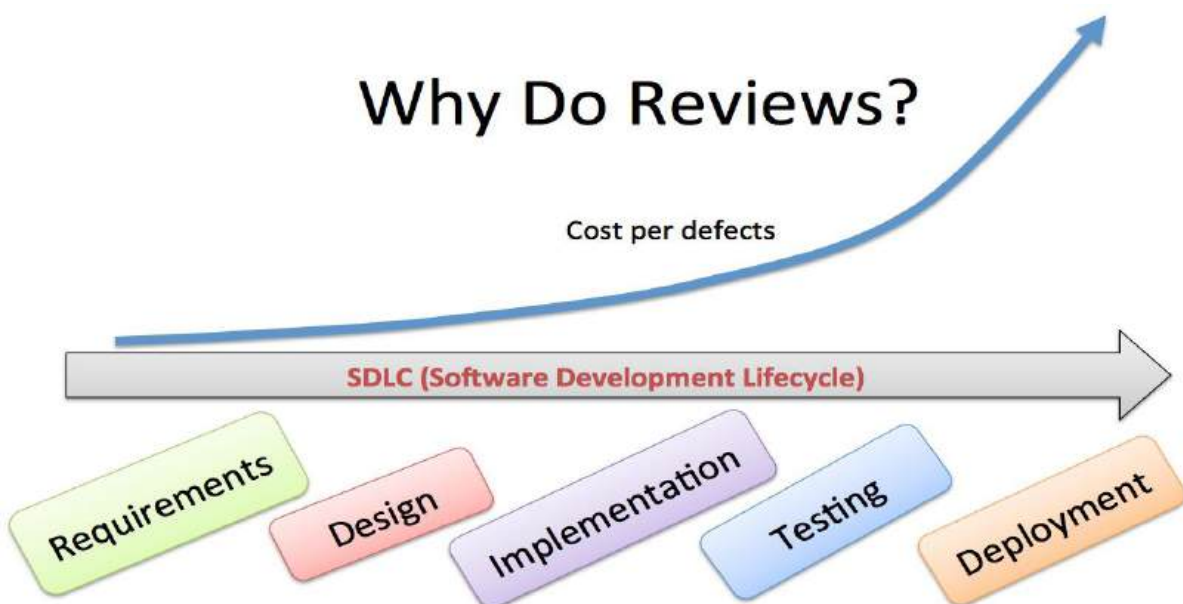 Why Do Reviews?
Cost per defects
SDLC (Software Development Lifecycle)
Requirements
Design
Implementation
Testing
Deployment